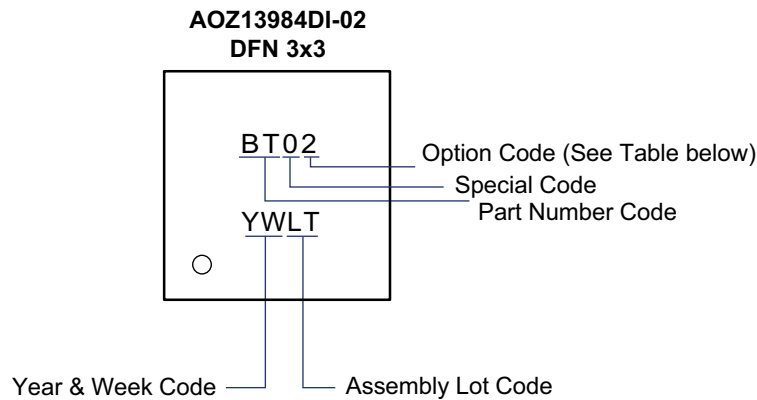 AOZ13984DI-02
DFN 3x3
BT02
Option Code (See Table below)
Special Code
Part Number Code
YWLT
Year & Week Code
Assembly Lot Code